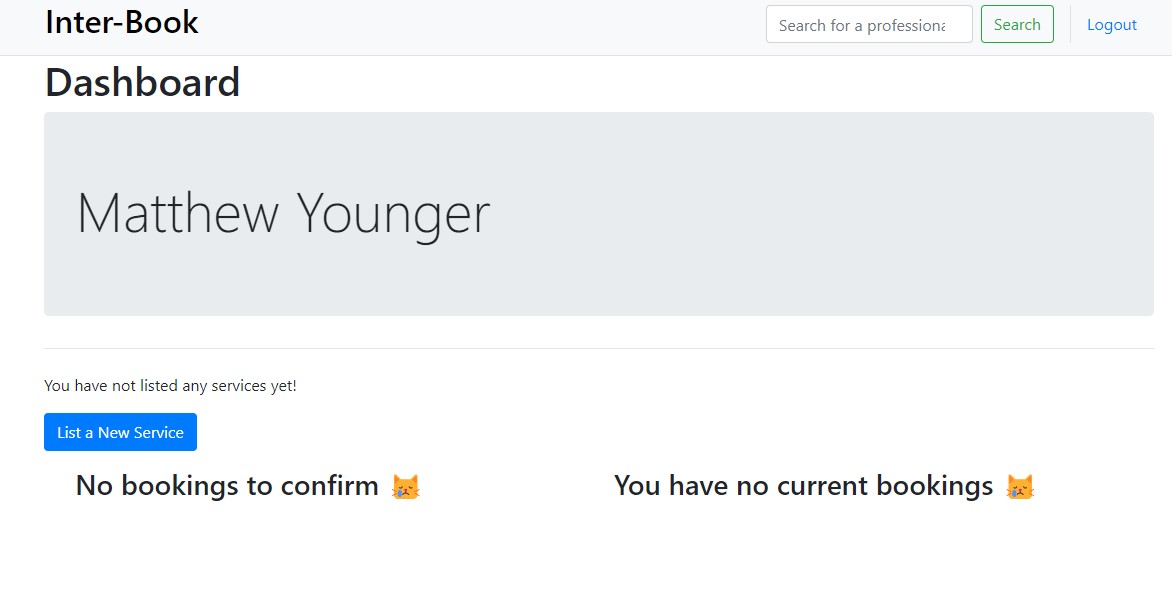 Inter-Book
Search for a professiona
Search
Logout
Dashboard
Matthew Younger
You have not listed any services yet!
List a New Service
No bookings to confirm 😿
You have no current bookings 😿